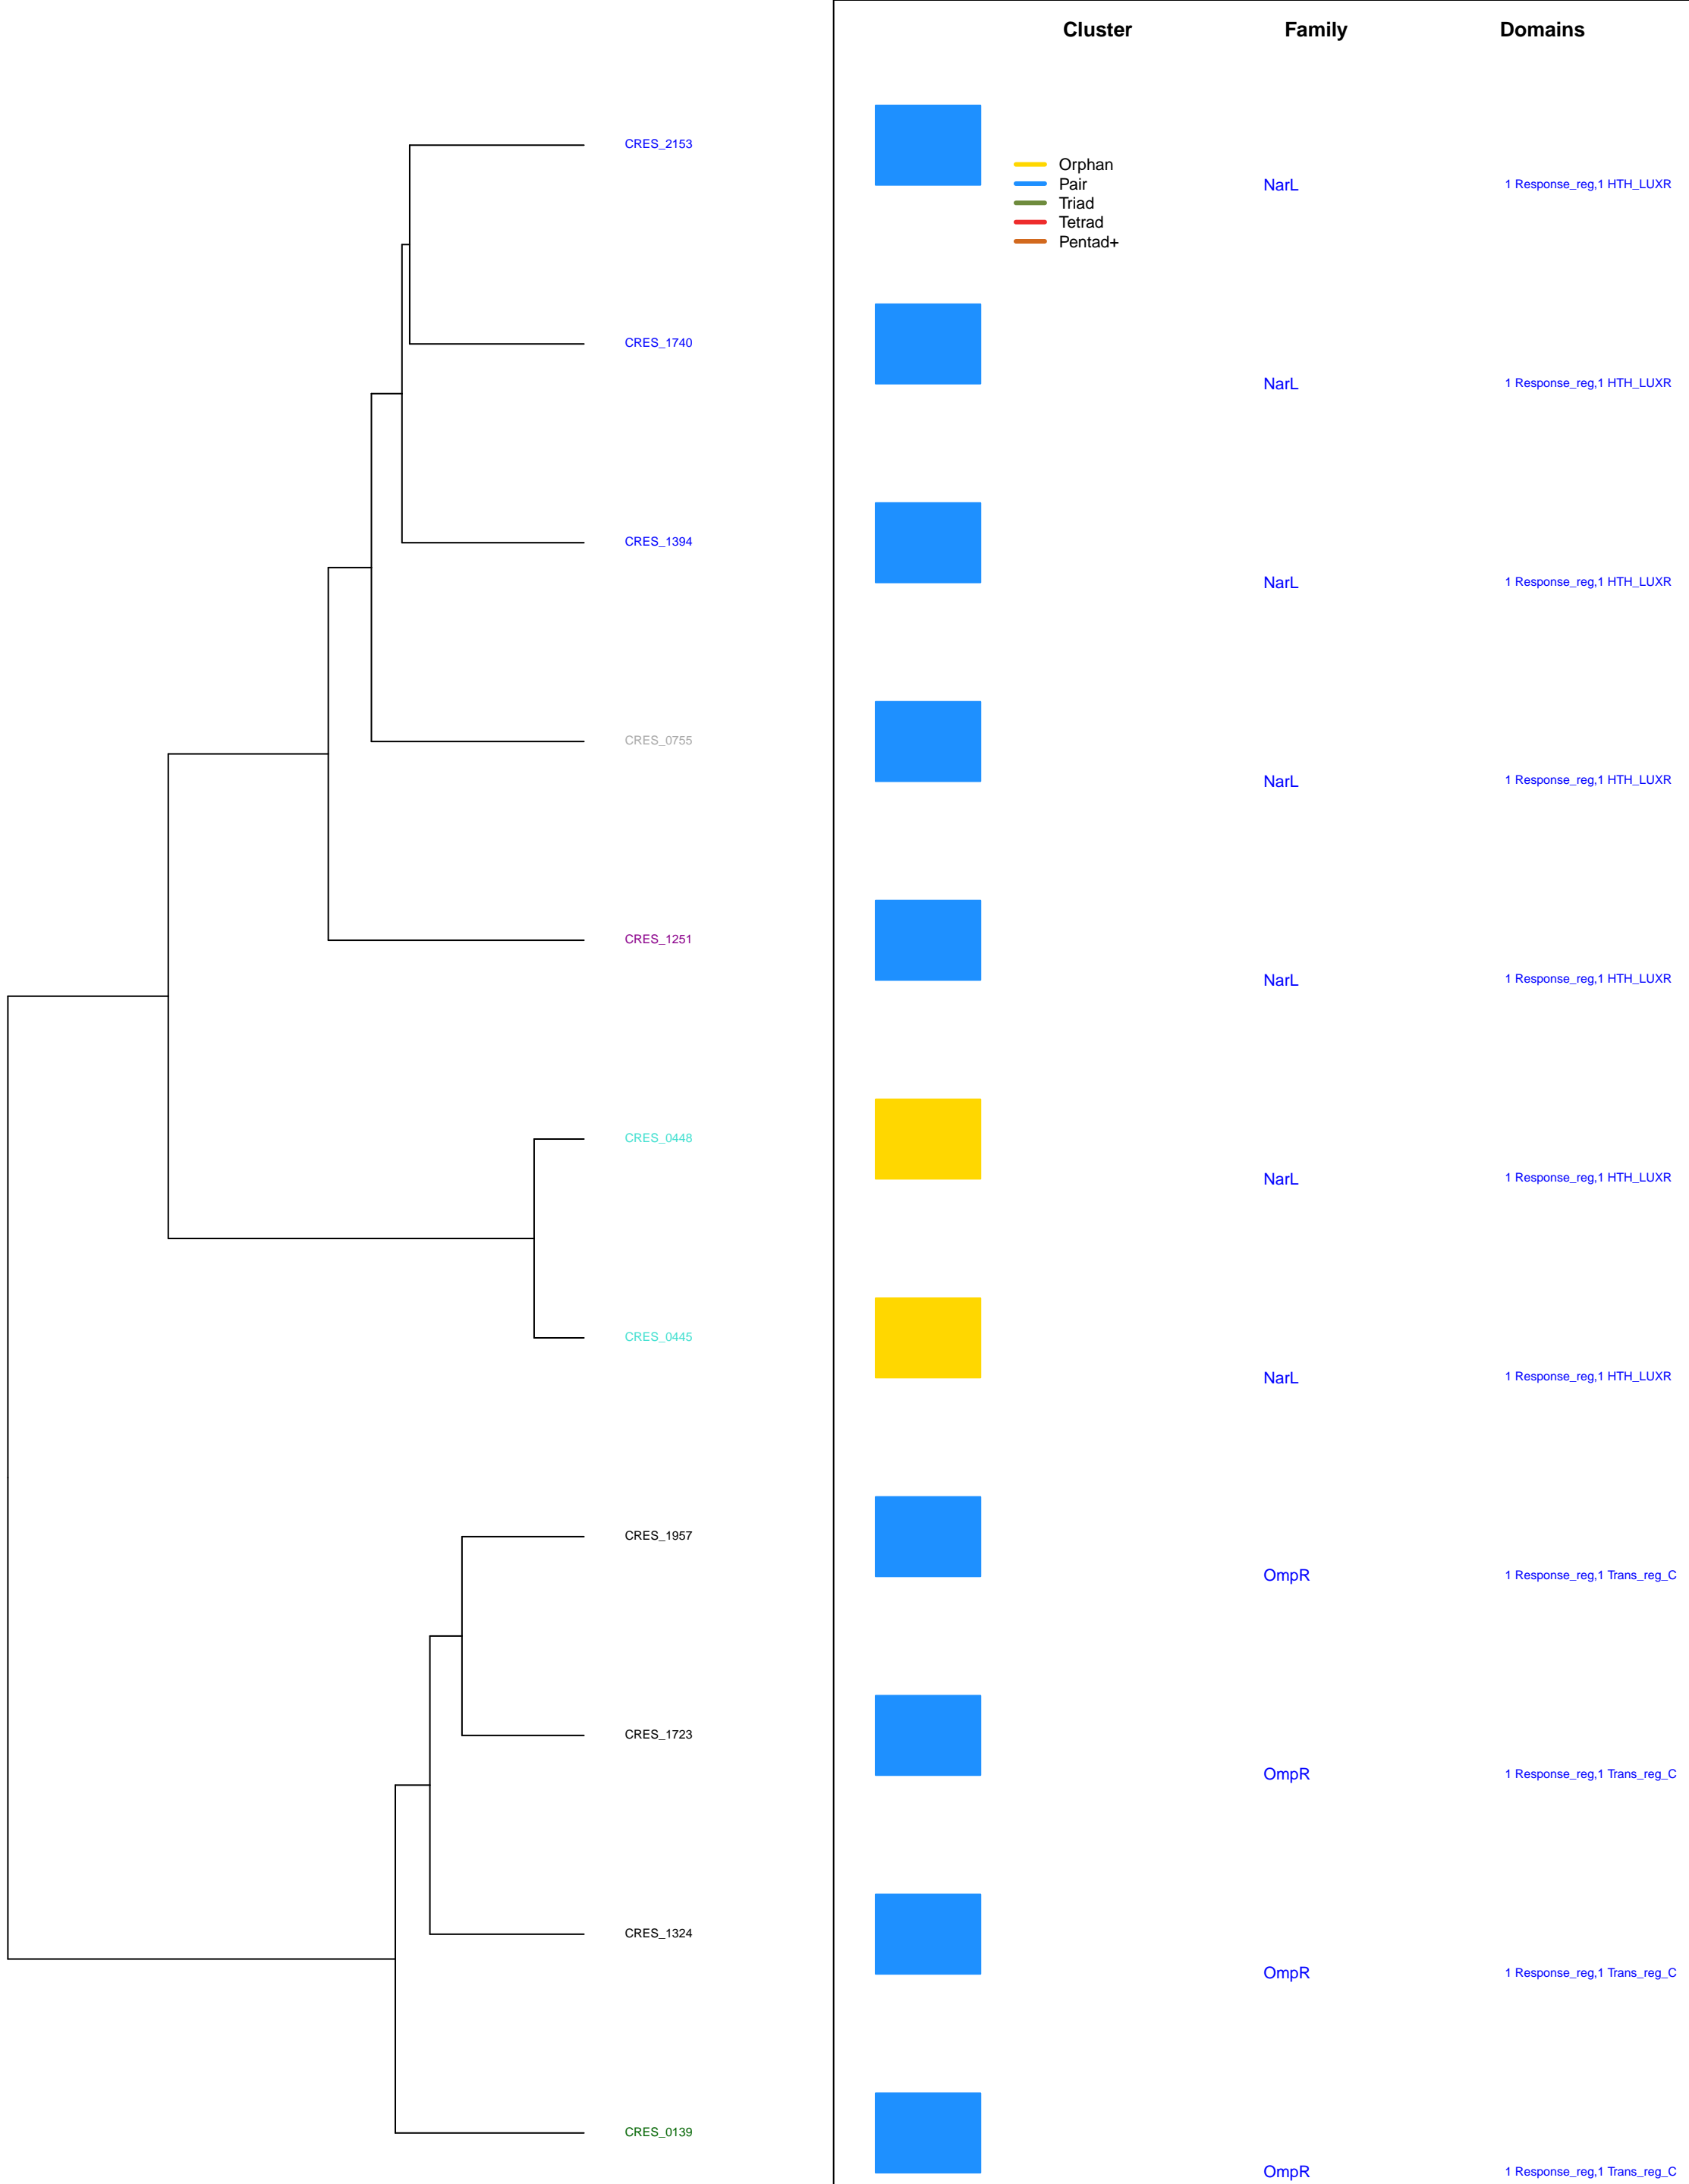 Cluster Family Domains
CRES_2153
Orphan
Pair
NarL 1 Response_reg,1 HTH_LUXR
Triad
Tetrad
Pentad+
CRES_1740
NarL 1 Response_reg,1 HTH_LUXR
CRES_1394
NarL 1 Response_reg,1 HTH_LUXR
CRES_0755
NarL 1 Response_reg,1 HTH_LUXR
CRES_1251
NarL 1 Response_reg,1 HTH_LUXR
CRES_0448
NarL 1 Response_reg,1 HTH_LUXR
CRES_0445
NarL 1 Response_reg,1 HTH_LUXR
CRES_1957
OmpR 1 Response_reg,1 Trans_reg_C
CRES_1723
OmpR 1 Response_reg,1 Trans_reg_C
CRES_1324
OmpR 1 Response_reg,1 Trans_reg_C
CRES_0139
OmpR 1 Response_reg,1 Trans_reg_C